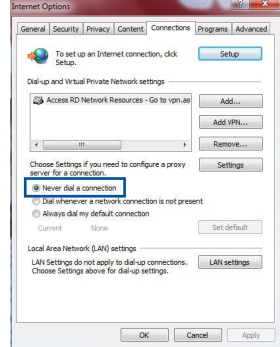 Internet Options
General Security Privacy Content Connections Programs Advanced
To set up an Internet connection, click
Setup.
Setup
Dial-up and Virtual Private Network settings
Access RD Network Resources - Go to vpn.as
Add...
Add VPN...
Remove...
Choose Settings if you need to configure a proxy
server for a connection.
Settings
Never dial a connection
Dial whenever a network connection is not present
Always dial my default connection
Current None
Set default
Local Area Network (LAN) settings
LAN Settings do not apply to dial-up connections.
Choose Settings above for dial-up settings.
LAN settings
OK Cancel Apply